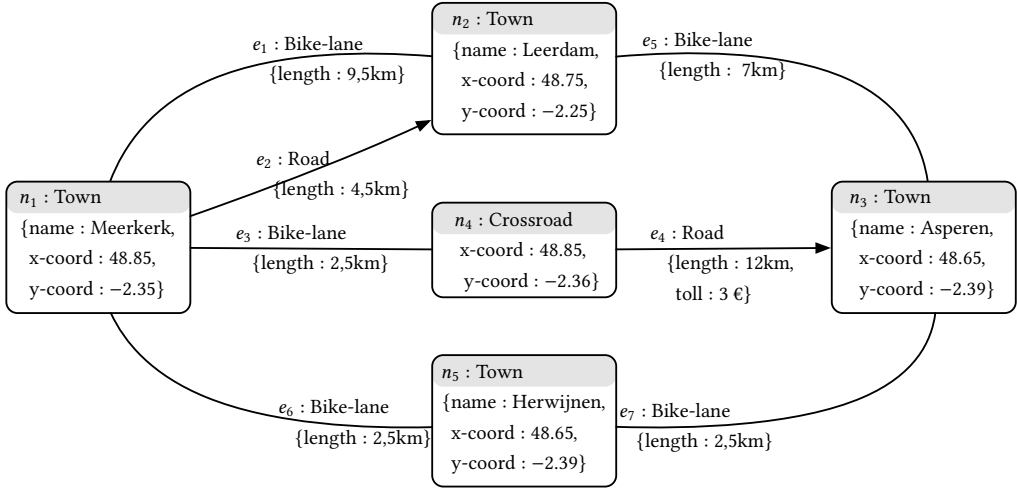 n₂ : Town
{name : Leerdam,
x-coord : 48.75,
y-coord : −2.25}
e₁ : Bike-lane
{length : 9,5km}
e₅ : Bike-lane
{length : 7km}
e₂ : Road
{length : 4,5km}
n₁ : Town
{name : Meerkerk,
x-coord : 48.85,
y-coord : −2.35}
e₃ : Bike-lane
{length : 2,5km}
n₄ : Crossroad
x-coord : 48.85,
y-coord : −2.36}
e₄ : Road
{length : 12km,
toll : 3 €}
n₃ : Town
{name : Asperen,
x-coord : 48.65,
y-coord : −2.39}
n₅ : Town
{name : Herwijnen,
x-coord : 48.65,
y-coord : −2.39}
e₆ : Bike-lane
{length : 2,5km}
e₇ : Bike-lane
{length : 2,5km}